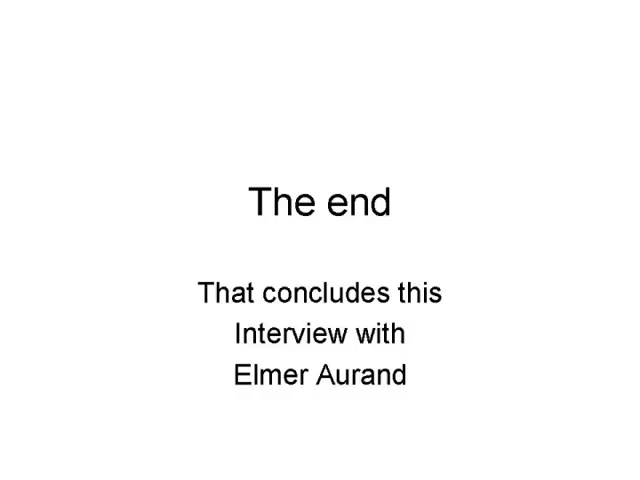 The end
That concludes this
Interview with
Elmer Aurand